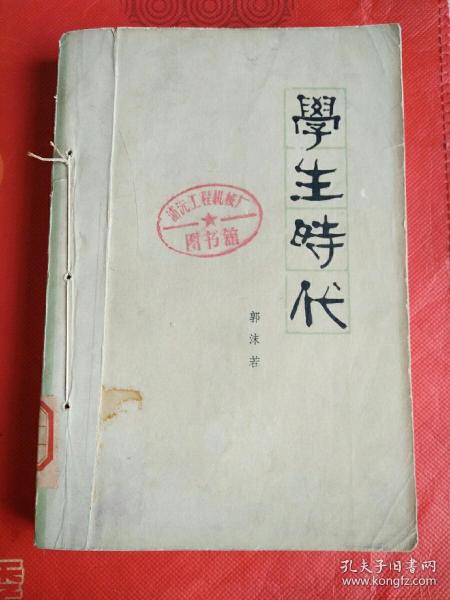 學生時代
郭沫若
浦沅工程机械厂
图书馆
孔夫子旧书网
www.kongfz.com